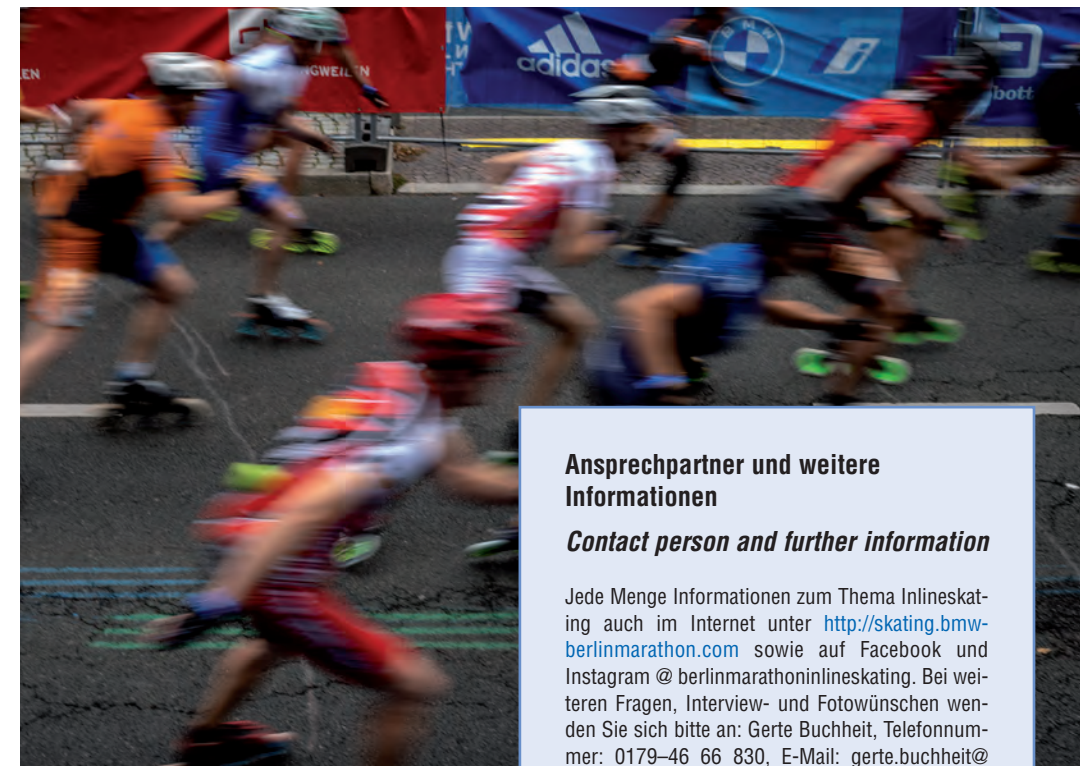 adidas
BMW
i
NGWEILEN
Ansprechpartner und weitere
Informationen
Contact person and further information
Jede Menge Informationen zum Thema Inlineskat-
ing auch im Internet unter http://skating.bmw-
berlinmarathon.com sowie auf Facebook und
Instagram @ berlinmarathoninlineskating. Bei wei-
teren Fragen, Interview- und Fotowünschen wen-
den Sie sich bitte an: Gerte Buchheit, Telefonnum-
mer: 0179–46 66 830, E-Mail: gerte.buchheit@